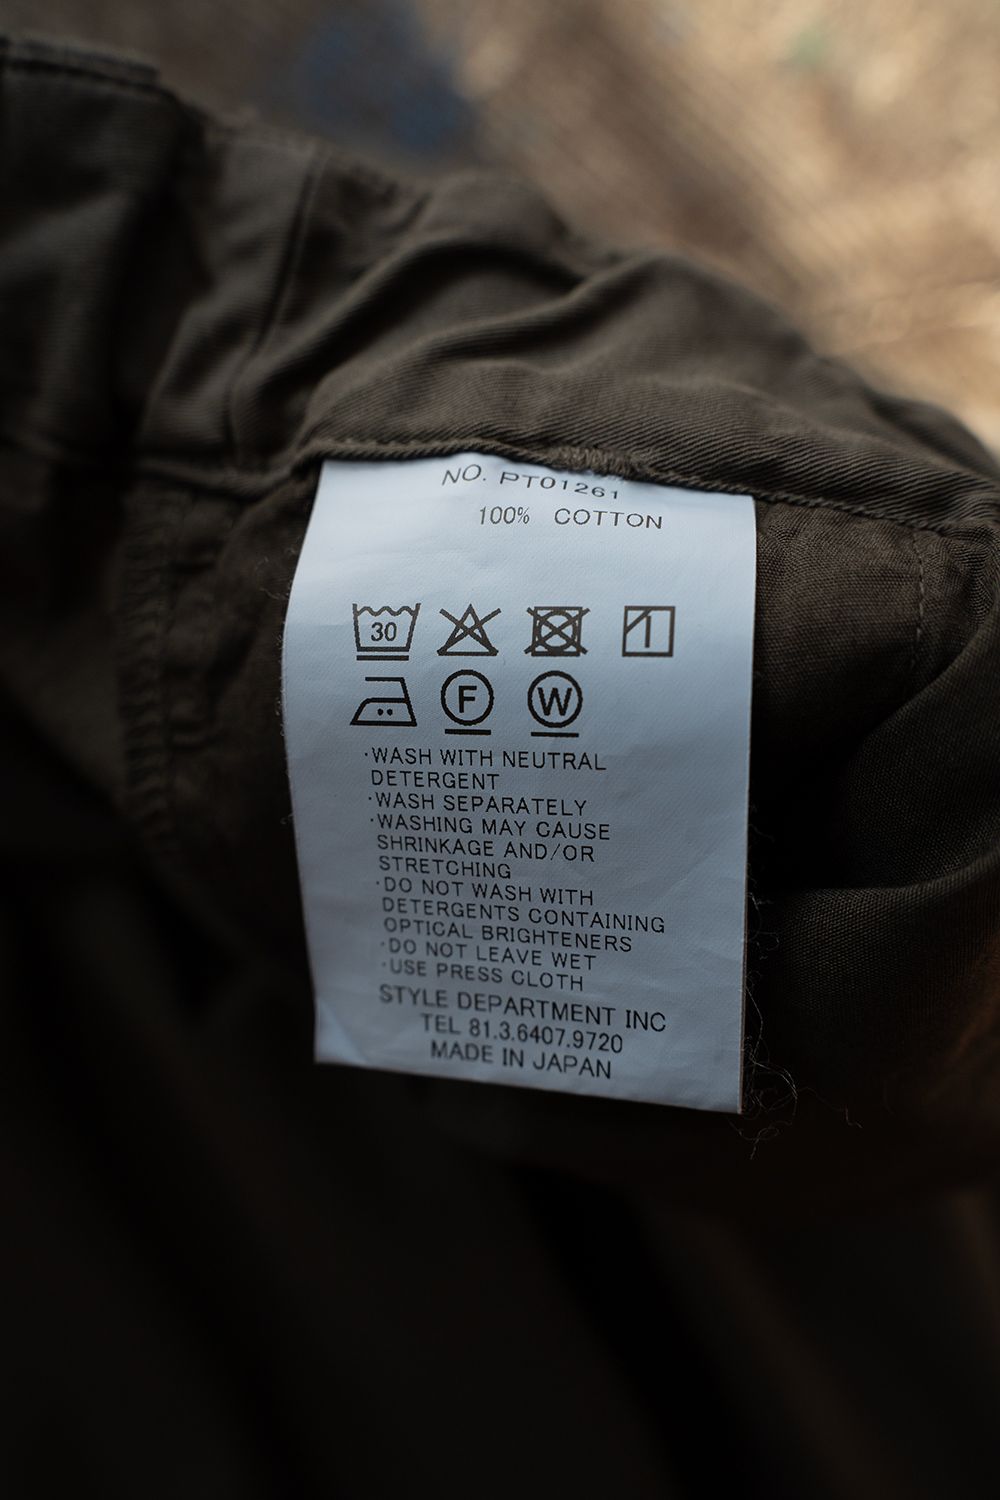 NO. PT01261
100% COTTON
30
F W
·WASH WITH NEUTRAL
DETERGENT
·WASH SEPARATELY
·WASHING MAY CAUSE
SHRINKAGE AND/OR
STRETCHING
·DO NOT WASH WITH
DETERGENTS CONTAINING
OPTICAL BRIGHTENERS
·DO NOT LEAVE WET
·USE PRESS CLOTH
STYLE DEPARTMENT INC
TEL 81.3.6407.9720
MADE IN JAPAN